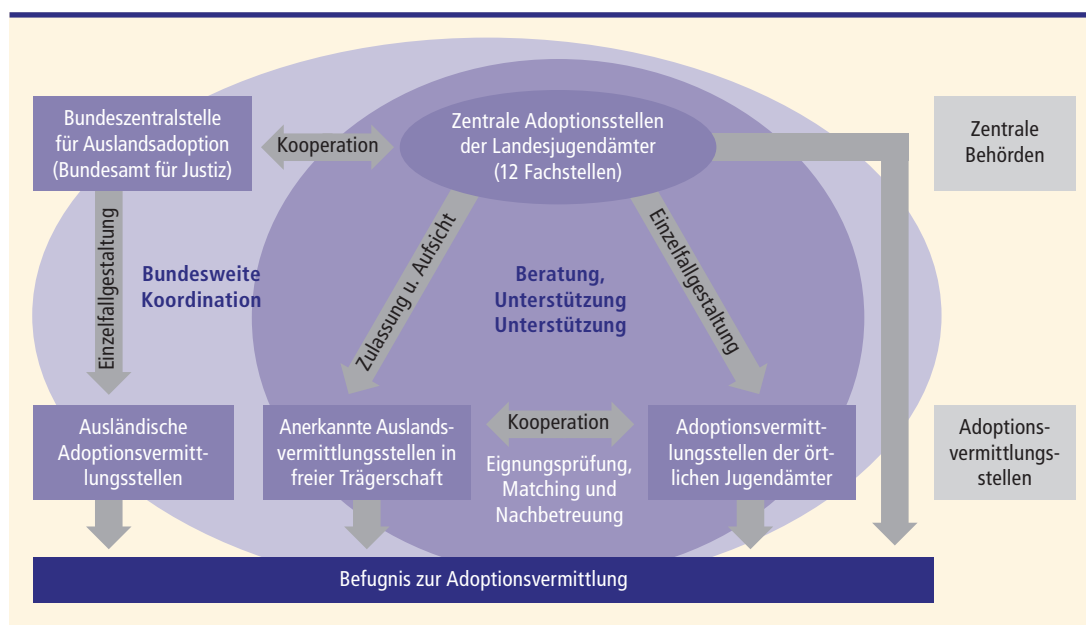 Bundeszentralstelle
für Auslandsadoption
(Bundesamt für Justiz)
Kooperation
Zentrale Adoptionsstellen
der Landesjugendämter
(12 Fachstellen)
Zentrale
Behörden
Einzelfallgestaltung
Bundesweite
Koordination
Zulassung u. Aufsicht
Beratung,
Unterstützung
Unterstützung
Einzelfallgestaltung
Ausländische
Adoptionsvermitt-
lungsstellen
Anerkannte Auslands-
vermittlungsstellen in
freier Trägerschaft
Kooperation
Eignungsprüfung,
Matching und
Nachbetreuung
Adoptionsvermitt-
lungsstellen der ört-
lichen Jugendämter
Adoptions-
vermittlungs-
stellen
Befugnis zur Adoptionsvermittlung